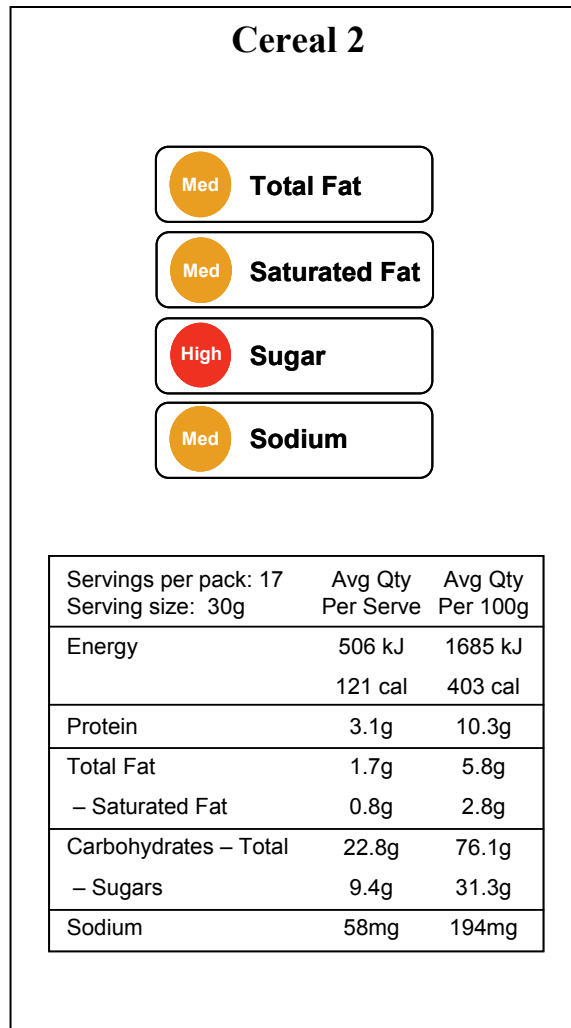 Cereal 2
Med Total Fat
Med Saturated Fat
High Sugar
Med Sodium
Servings per pack: 17 Avg Qty Avg Qty
Serving size: 30g Per Serve Per 100g
Energy 506 kJ 1685 kJ
121 cal 403 cal
Protein 3.1g 10.3g
Total Fat 1.7g 5.8g
– Saturated Fat 0.8g 2.8g
Carbohydrates – Total 22.8g 76.1g
– Sugars 9.4g 31.3g
Sodium 58mg 194mg